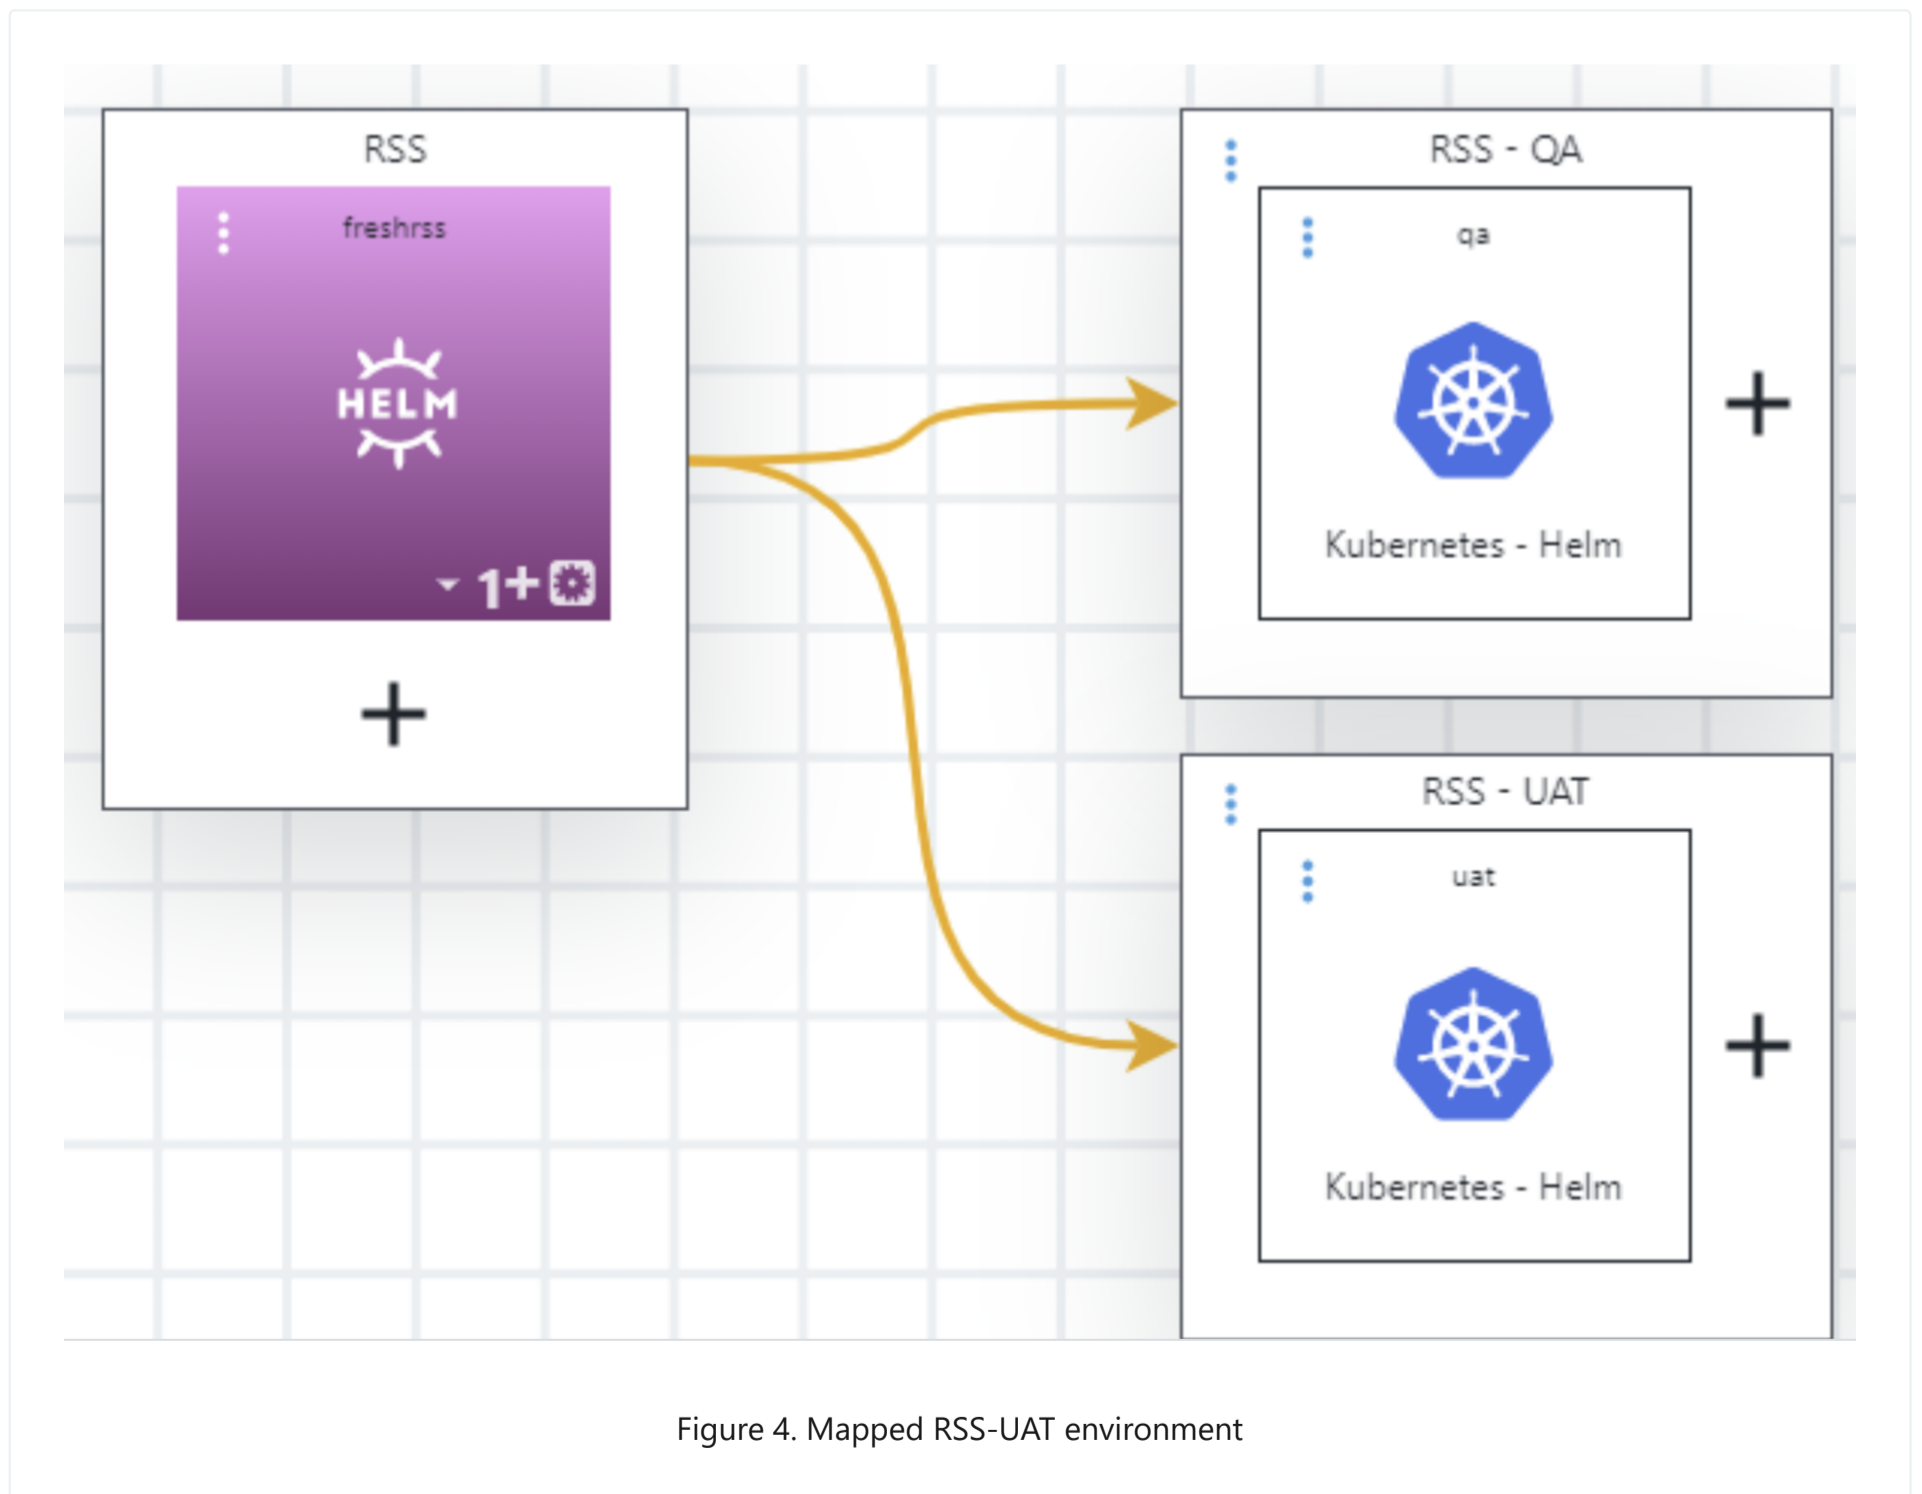 RSS
freshrss
HELM
1+
RSS - QA
qa
Kubernetes - Helm
RSS - UAT
uat
Kubernetes - Helm
Figure 4. Mapped RSS-UAT environment